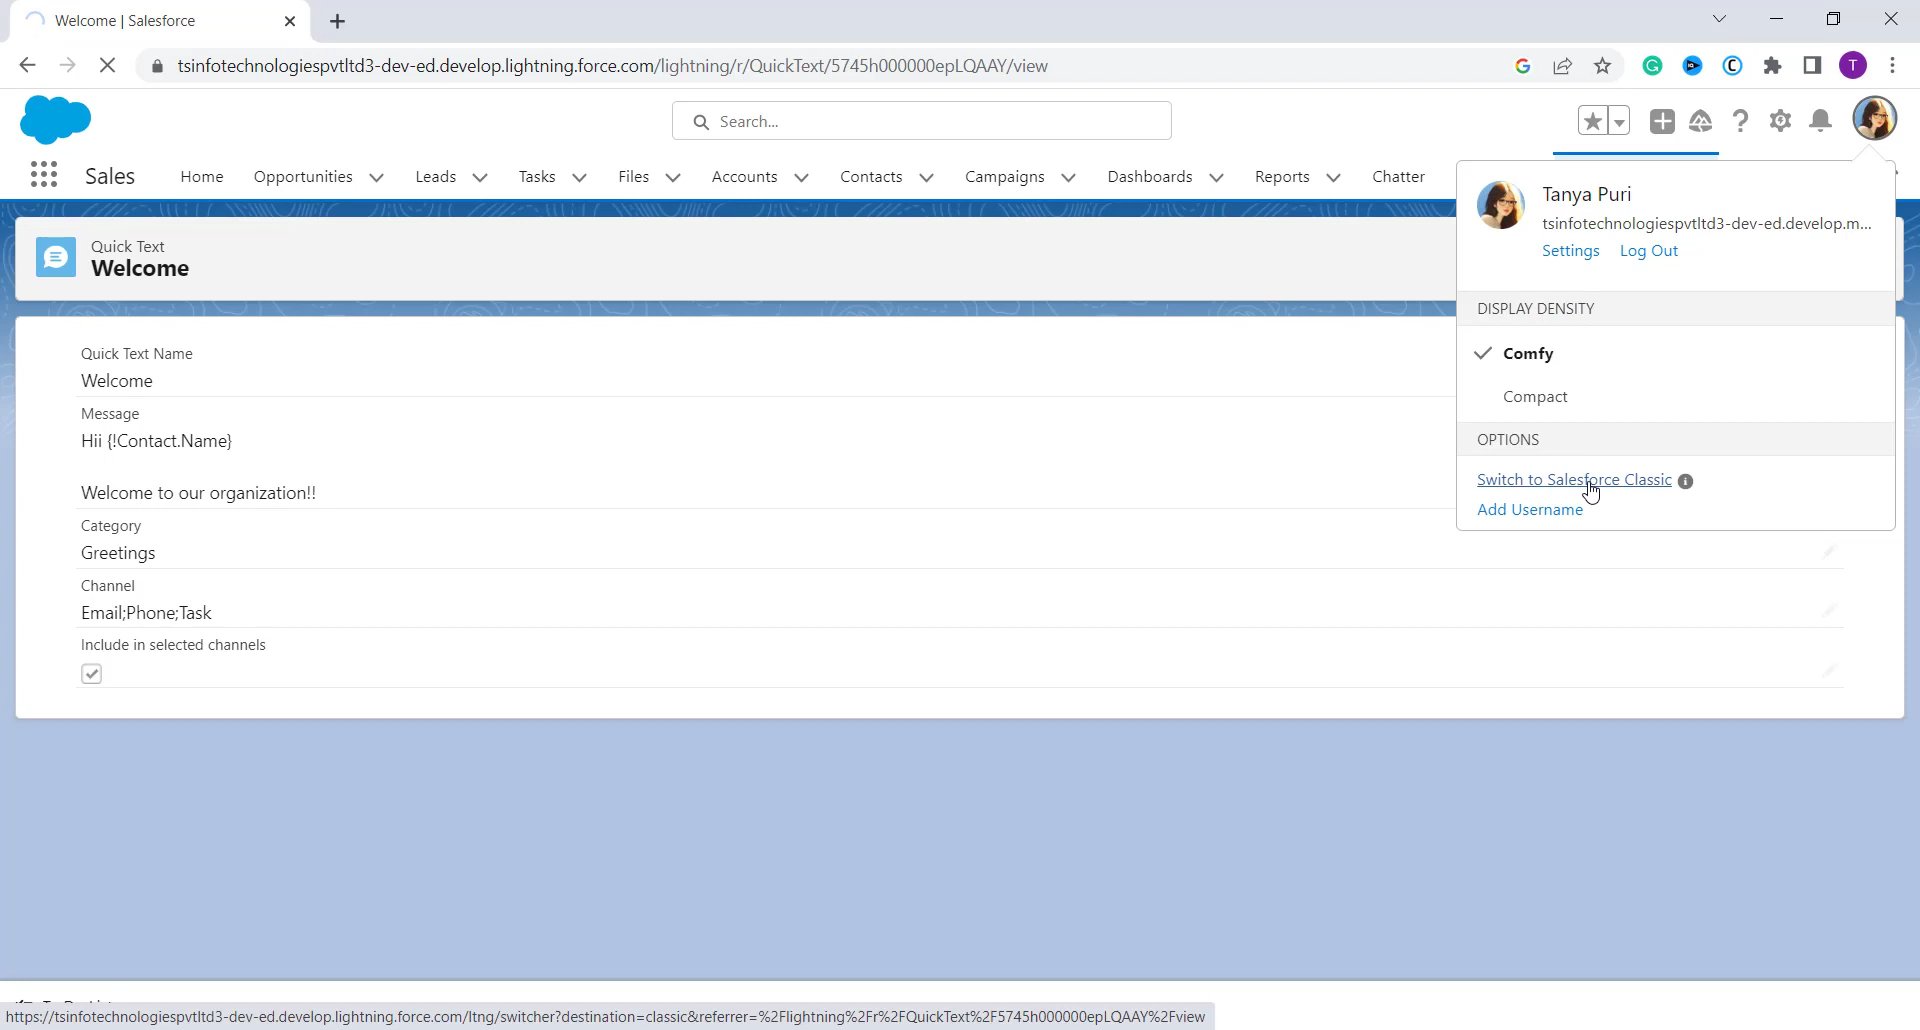 Welcome | Salesforce
tsinfotechnologiespvtltd3-dev-ed.develop.lightning.force.com/lightning/r/QuickText/5745h000000epLQAAY/view
T
Search...
Sales
Home
Opportunities
Leads
Tasks
Files
Accounts
Contacts
Campaigns
Dashboards
Reports
Chatter
Quick Text
Welcome
Quick Text Name
Welcome
Message
Hii {!Contact.Name}
Welcome to our organization!!
Category
Greetings
Channel
Email;Phone;Task
Include in selected channels
Tanya Puri
tsinfotechnologiespvtltd3-dev-ed.develop.m...
Settings Log Out
DISPLAY DENSITY
Comfy
Compact
OPTIONS
Switch to Salesforce Classic
Add Username
https://tsinfotechnologiespvtltd3-dev-ed.develop.lightning.force.com/ltng/switcher?destination=classic&referrer=%2Flightning%2Fr%2FQuickText%2F5745h000000epLQAAY%2Fview